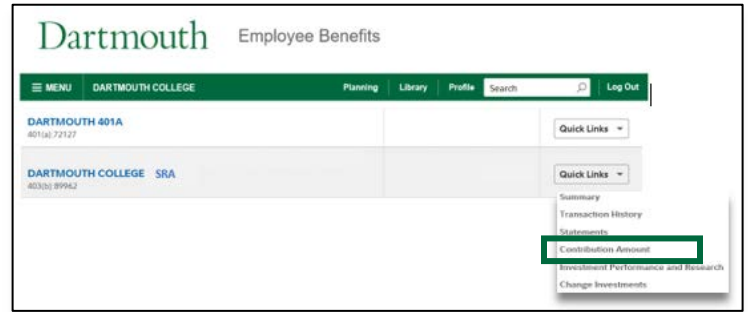 Dartmouth Employee Benefits
MENU DARTMOUTH COLLEGE Planning Library Profile Search Log Out
DARTMOUTH 401A Quick Links
401(a) 72127
DARTMOUTH COLLEGE SRA Quick Links
403(b) 89962
Summary
Transaction History
Statements
Contribution Amount
Investment Performance and Research
Change Investments